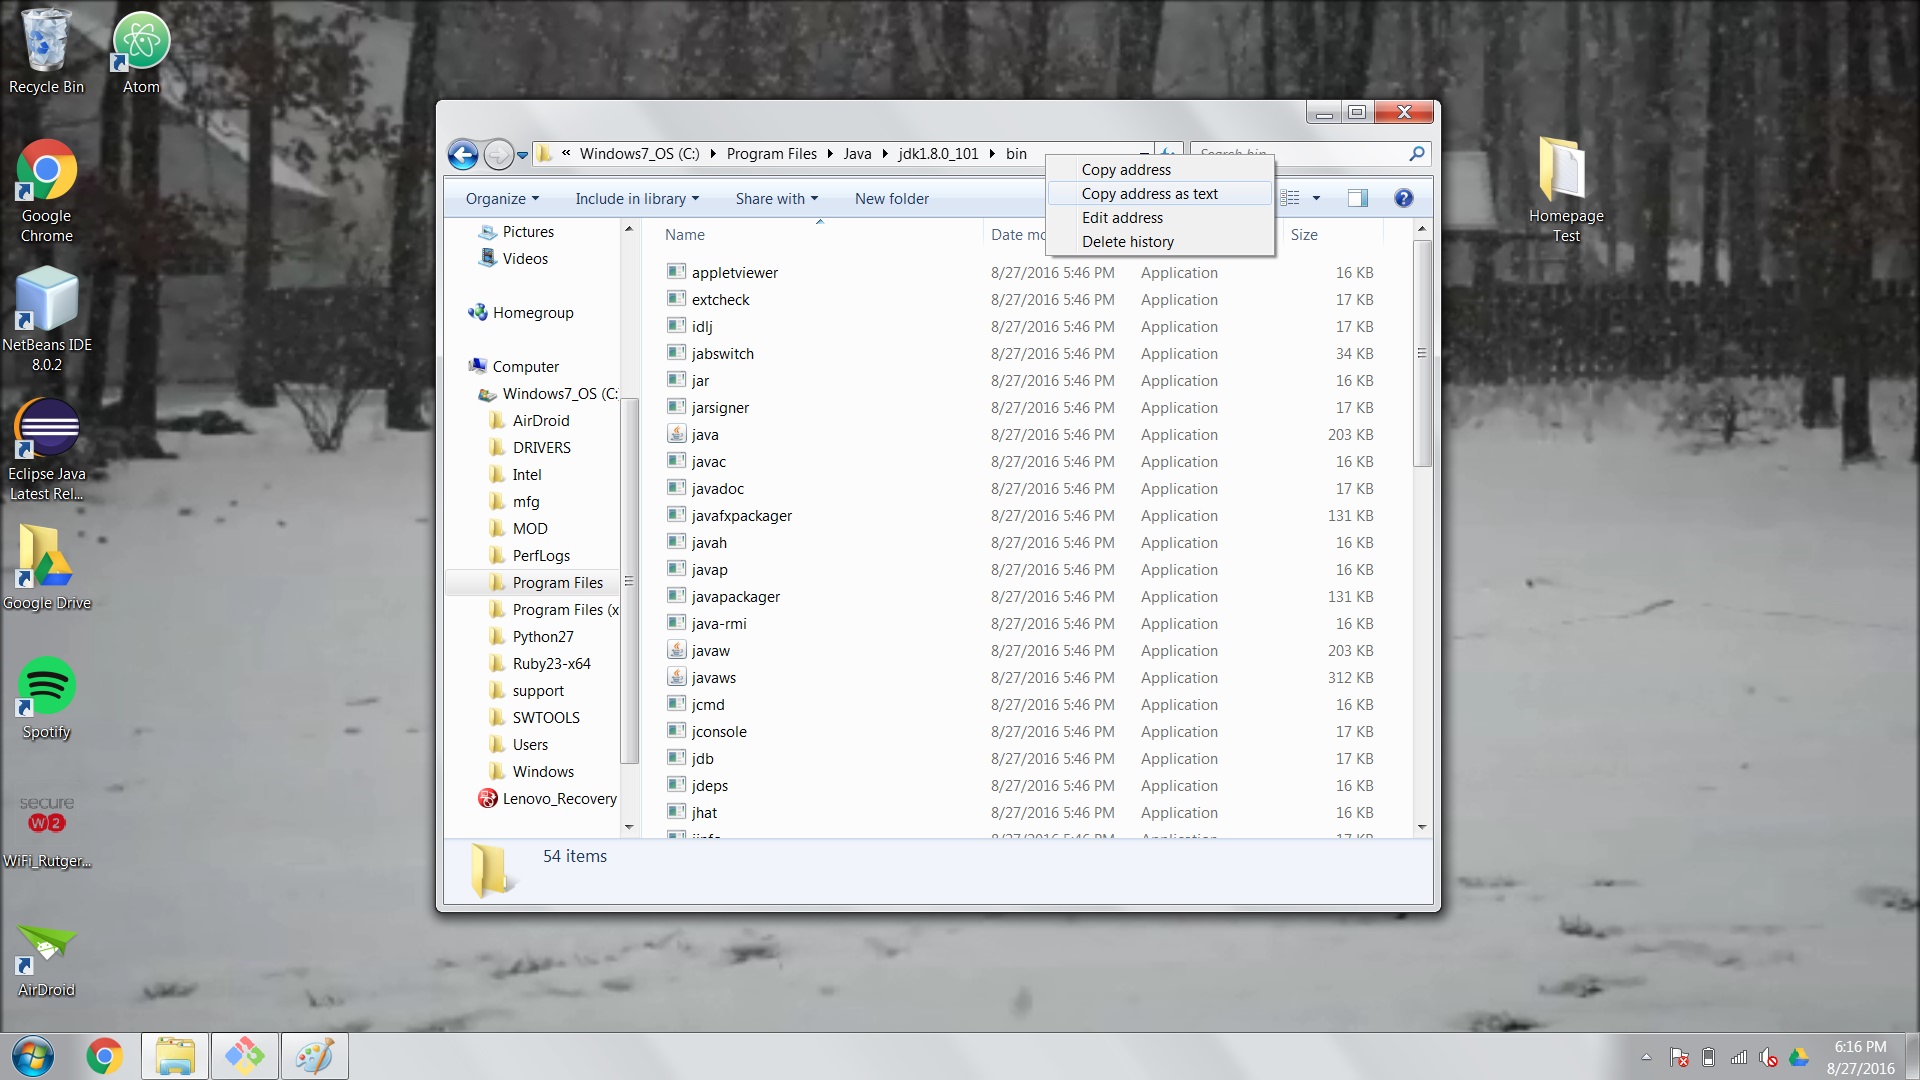 Recycle Bin
Atom
Google
Chrome
NetBeans IDE
8.0.2
Eclipse Java
Latest Rel...
Google Drive
Spotify
secure
W2
WiFi_Rutger...
AirDroid
Homepage
Test
« Windows7_OS (C:) Program Files Java jdk1.8.0_101 bin
Search bin
Organize Include in library Share with New folder
Copy address
Copy address as text
Edit address
Delete history
Pictures
Videos
Homegroup
Computer
Windows7_OS (C:
AirDroid
DRIVERS
Intel
mfg
MOD
PerfLogs
Program Files
Program Files (x
Python27
Ruby23-x64
support
SWTOOLS
Users
Windows
Lenovo_Recovery
Name Date mo Size
appletviewer 8/27/2016 5:46 PM Application 16 KB
extcheck 8/27/2016 5:46 PM Application 17 KB
idlj 8/27/2016 5:46 PM Application 17 KB
jabswitch 8/27/2016 5:46 PM Application 34 KB
jar 8/27/2016 5:46 PM Application 16 KB
jarsigner 8/27/2016 5:46 PM Application 17 KB
java 8/27/2016 5:46 PM Application 203 KB
javac 8/27/2016 5:46 PM Application 16 KB
javadoc 8/27/2016 5:46 PM Application 17 KB
javafxpackager 8/27/2016 5:46 PM Application 131 KB
javah 8/27/2016 5:46 PM Application 16 KB
javap 8/27/2016 5:46 PM Application 16 KB
javapackager 8/27/2016 5:46 PM Application 131 KB
java-rmi 8/27/2016 5:46 PM Application 16 KB
javaw 8/27/2016 5:46 PM Application 203 KB
javaws 8/27/2016 5:46 PM Application 312 KB
jcmd 8/27/2016 5:46 PM Application 16 KB
jconsole 8/27/2016 5:46 PM Application 17 KB
jdb 8/27/2016 5:46 PM Application 17 KB
jdeps 8/27/2016 5:46 PM Application 16 KB
jhat 8/27/2016 5:46 PM Application 16 KB
54 items
6:16 PM
8/27/2016